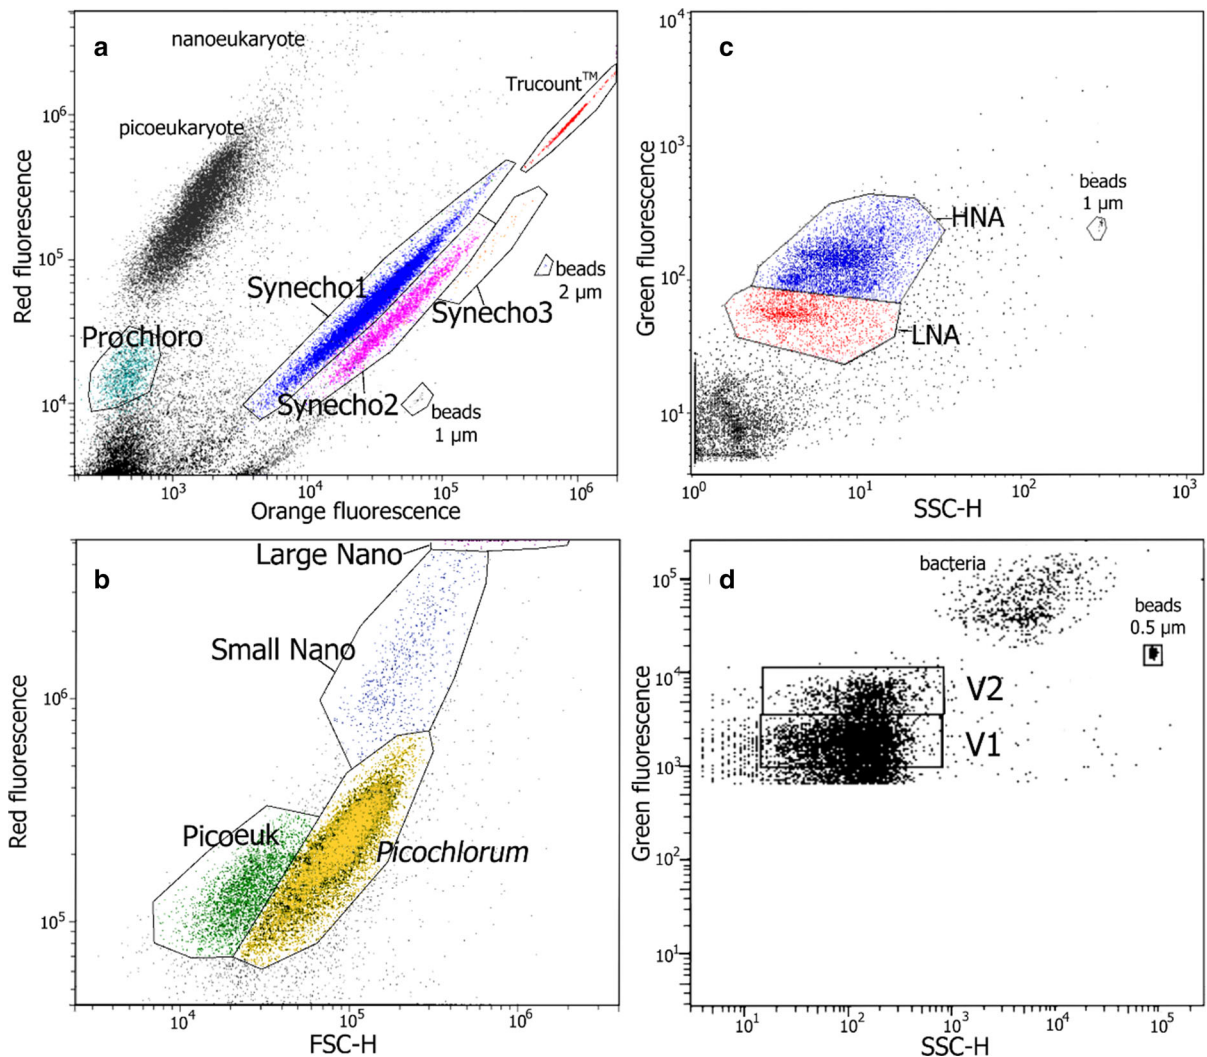 a
nanoeukaryote
Trucount™
10⁶
picoeukaryote
Red fluorescence
10⁵
Synecho1
beads
2 µm
Synecho3
Prochloro
10⁴
Synecho2
beads
1 µm
10³
10⁴
10⁵
10⁶
Orange fluorescence
10⁴
c
10³
Green fluorescence
beads
1 µm
HNA
10²
LNA
10¹
10⁰
10¹
10²
10³
SSC-H
b
Large Nano
Small Nano
10⁶
Red fluorescence
Picoeuk
Picochlorum
10⁵
10⁴
10⁵
10⁶
FSC-H
d
bacteria
10⁵
beads
0.5 µm
10⁴
V2
Green fluorescence
V1
10³
10²
10¹
10¹
10²
10³
10⁴
10⁵
SSC-H